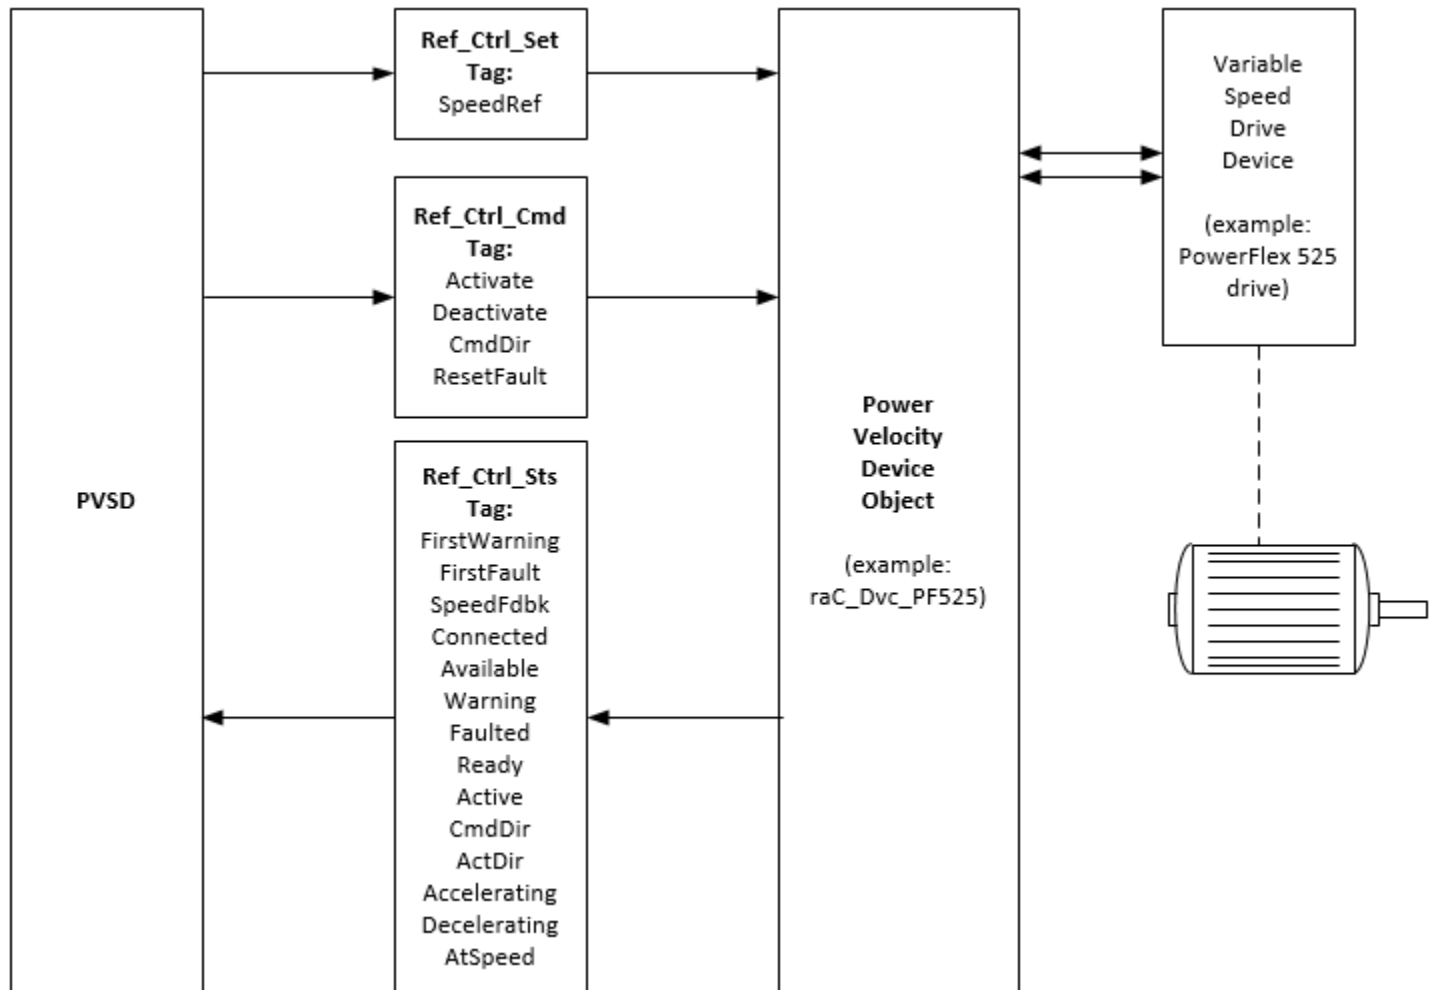 PVSD
Ref_Ctrl_Set
Tag:
SpeedRef
Ref_Ctrl_Cmd
Tag:
Activate
Deactivate
CmdDir
ResetFault
Ref_Ctrl_Sts
Tag:
FirstWarning
FirstFault
SpeedFdbk
Connected
Available
Warning
Faulted
Ready
Active
CmdDir
ActDir
Accelerating
Decelerating
AtSpeed
Power
Velocity
Device
Object
(example:
raC_Dvc_PF525)
Variable
Speed
Drive
Device
(example:
PowerFlex 525
drive)